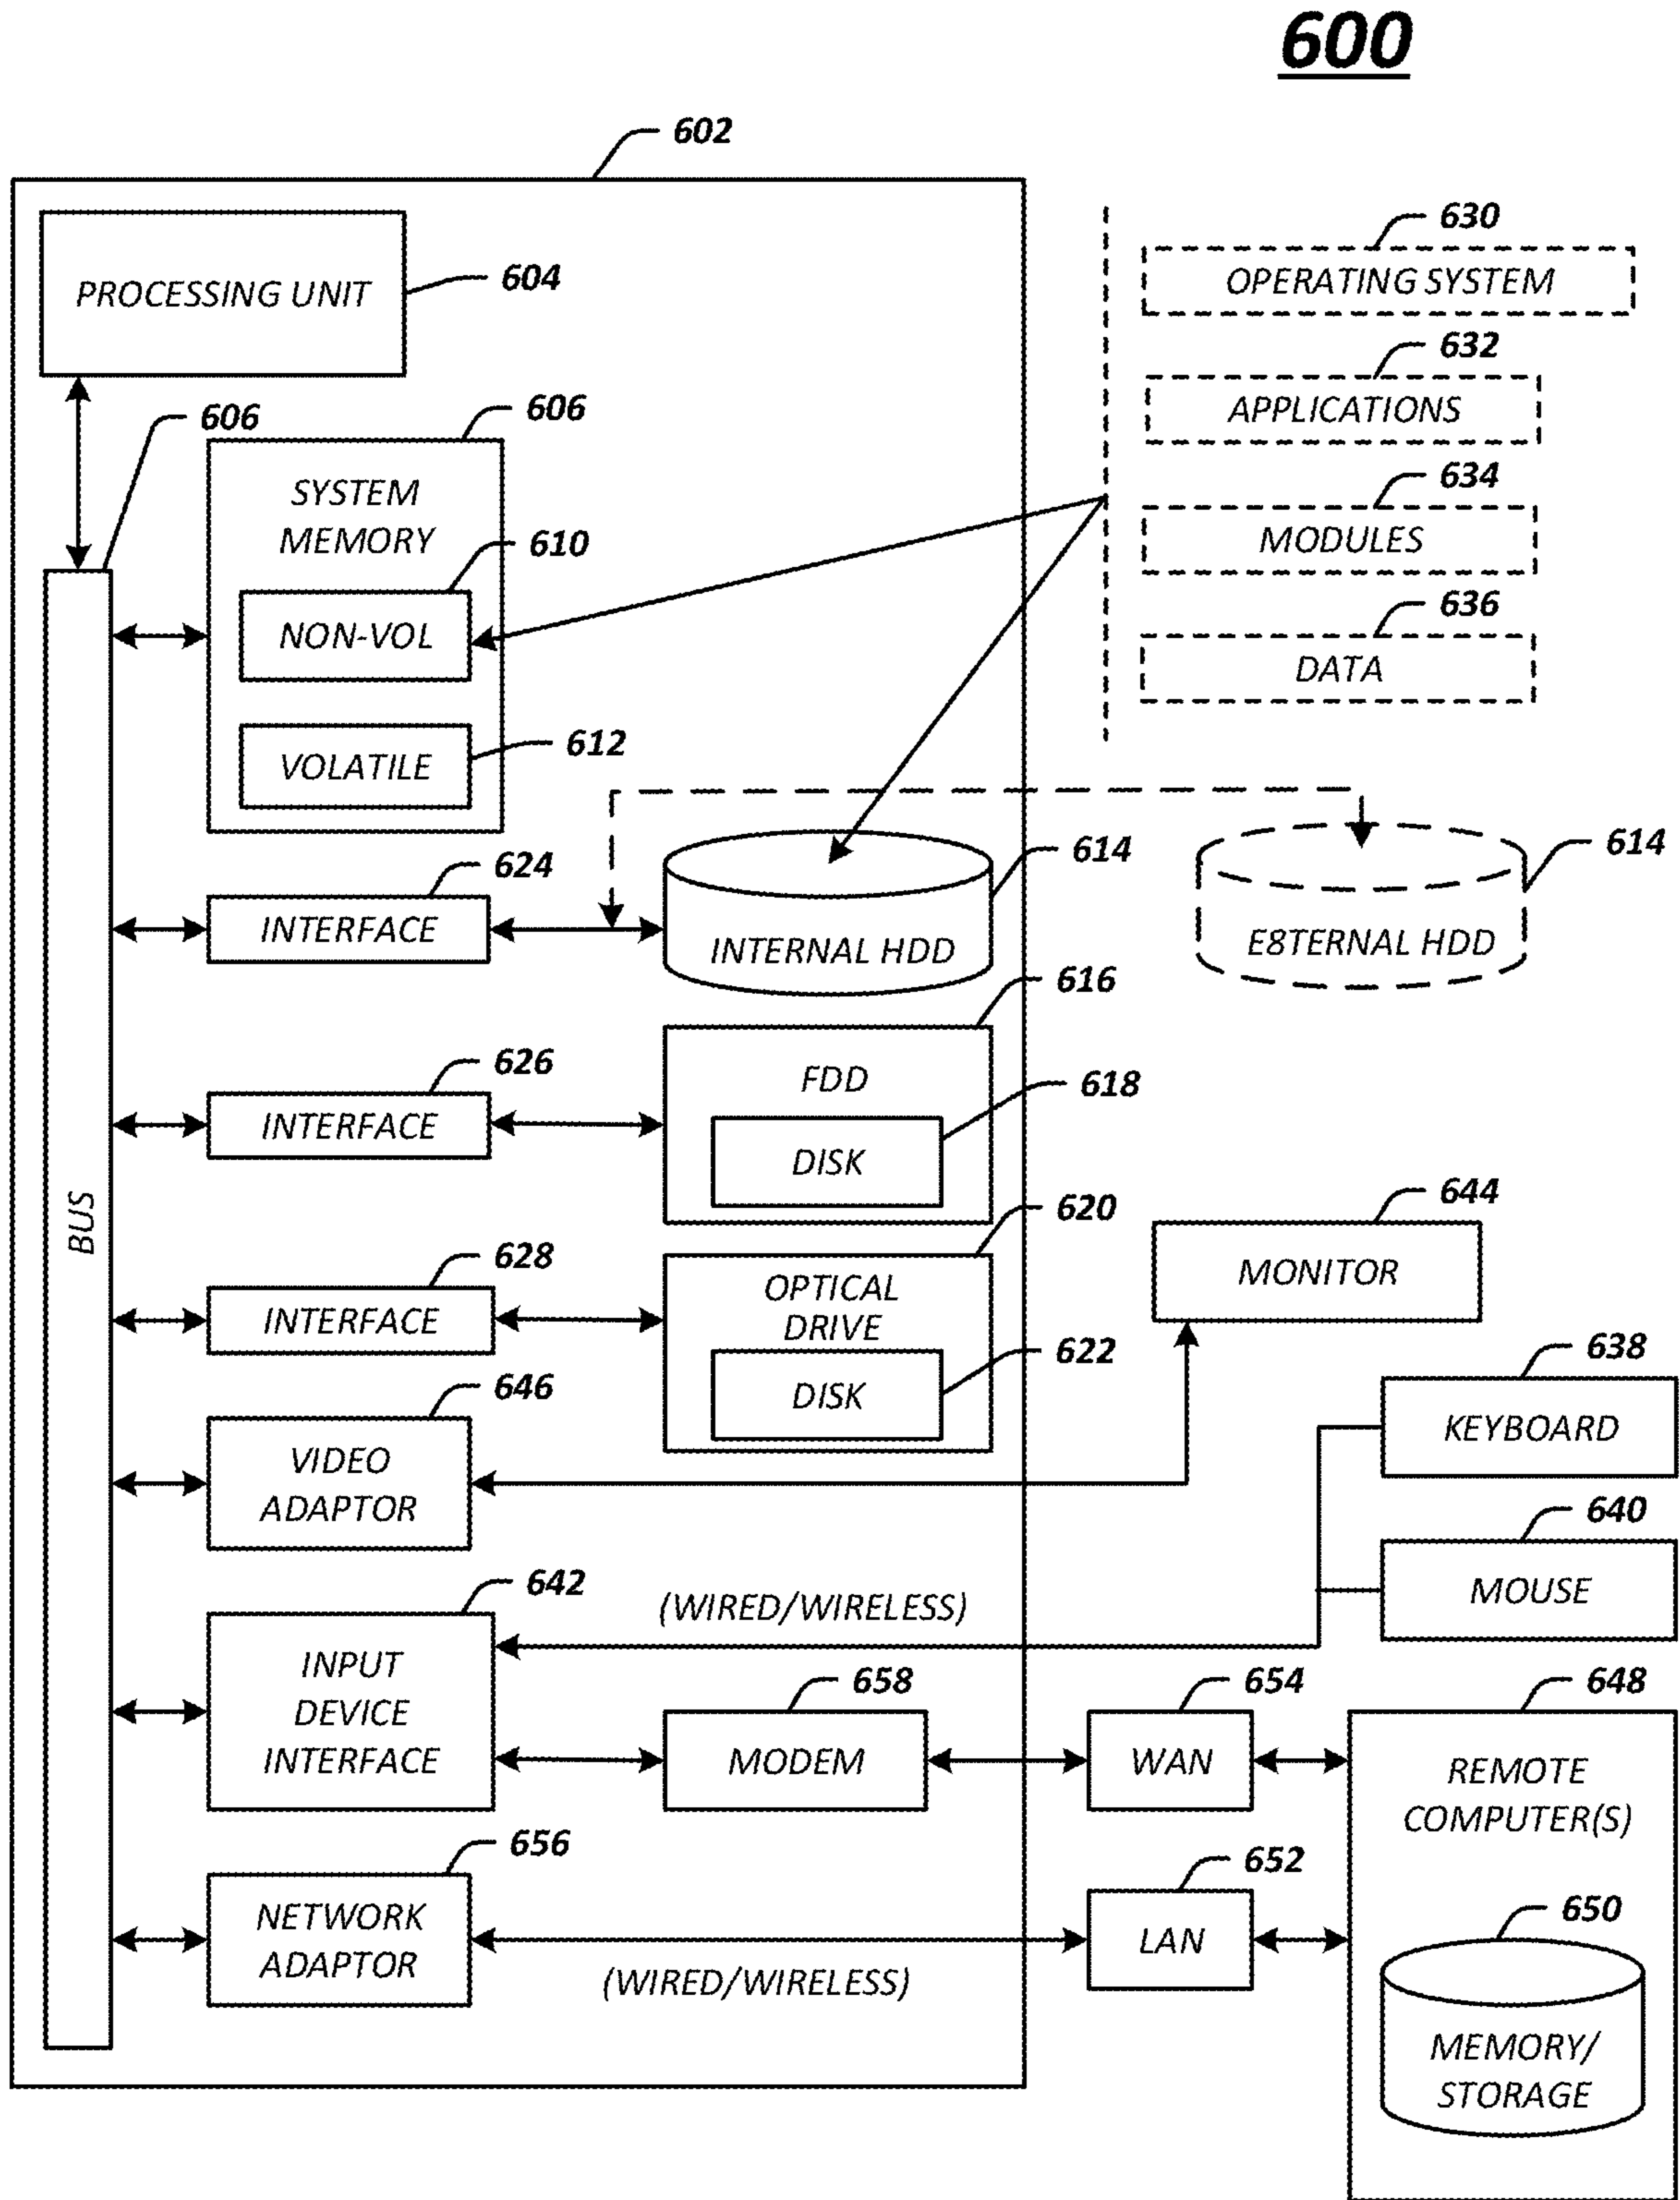 600
602
PROCESSING UNIT
604
630
OPERATING SYSTEM
632
APPLICATIONS
634
MODULES
636
DATA
606
606
SYSTEM
MEMORY
610
NON-VOL
612
VOLATILE
624
INTERFACE
614
INTERNAL HDD
614
E8TERNAL HDD
616
FDD
618
DISK
626
INTERFACE
BUS
620
OPTICAL
DRIVE
622
DISK
628
INTERFACE
644
MONITOR
638
KEYBOARD
646
VIDEO
ADAPTOR
640
MOUSE
642
INPUT
DEVICE
INTERFACE
(WIRED/WIRELESS)
658
MODEM
654
WAN
648
REMOTE
COMPUTER(S)
656
NETWORK
ADAPTOR
(WIRED/WIRELESS)
652
LAN
650
MEMORY/
STORAGE